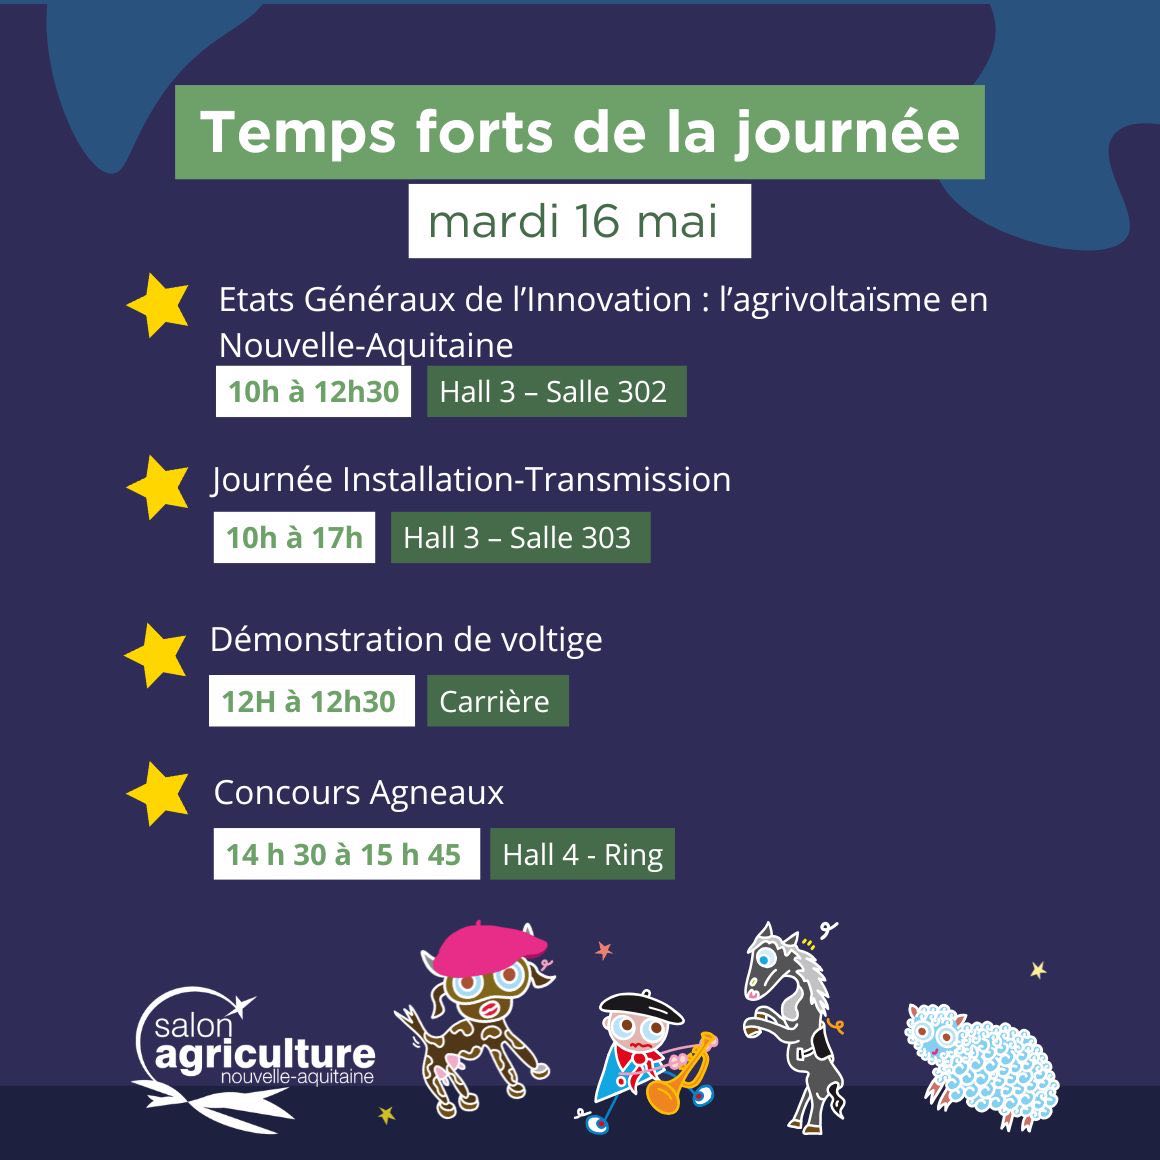 Temps forts de la journée
mardi 16 mai
Etats Généraux de l’Innovation : l’agrivoltaïsme en
Nouvelle-Aquitaine
10h à 12h30 Hall 3 – Salle 302
Journée Installation-Transmission
10h à 17h Hall 3 – Salle 303
Démonstration de voltige
12H à 12h30 Carrière
Concours Agneaux
14 h 30 à 15 h 45 Hall 4 - Ring
salon
agriculture
nouvelle-aquitaine